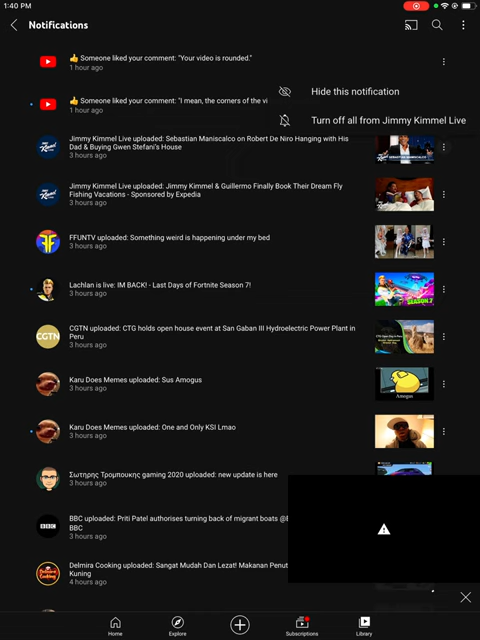 1:40 PM
Notifications
👍 Someone liked your comment: "Your video is rounded."
1 hour ago
Hide this notification
👍 Someone liked your comment: "I mean, the corners of the vi
1 hour ago
Turn off all from Jimmy Kimmel Live
Jimmy Kimmel Live uploaded: Sebastian Maniscalco on Robert De Niro Hanging with His
Dad & Buying Gwen Stefani's House
3 hours ago
Jimmy Kimmel Live uploaded: Jimmy Kimmel & Guillermo Finally Book Their Dream Fly
Fishing Vacations - Sponsored by Expedia
3 hours ago
FFUNTV uploaded: Something weird is happening under my bed
3 hours ago
Lachlan is live: IM BACK! - Last Days of Fortnite Season 7!
3 hours ago
CGTN
CGTN uploaded: CTG holds open house event at San Gaban III Hydroelectric Power Plant in
Peru
3 hours ago
Karu Does Memes uploaded: Sus Amogus
3 hours ago
Amogus
Karu Does Memes uploaded: One and Only KSI Lmao
3 hours ago
Σωτηρης Τρομπουκης gaming 2020 uploaded: new update is here
3 hours ago
BBC
BBC uploaded: Priti Patel authorises turning back of migrant boats @
BBC
3 hours ago
Delmira Cooking uploaded: Sangat Mudah Dan Lezat! Makanan Penut
Kuning
4 hours ago
Home
Explore
Subscriptions
Library